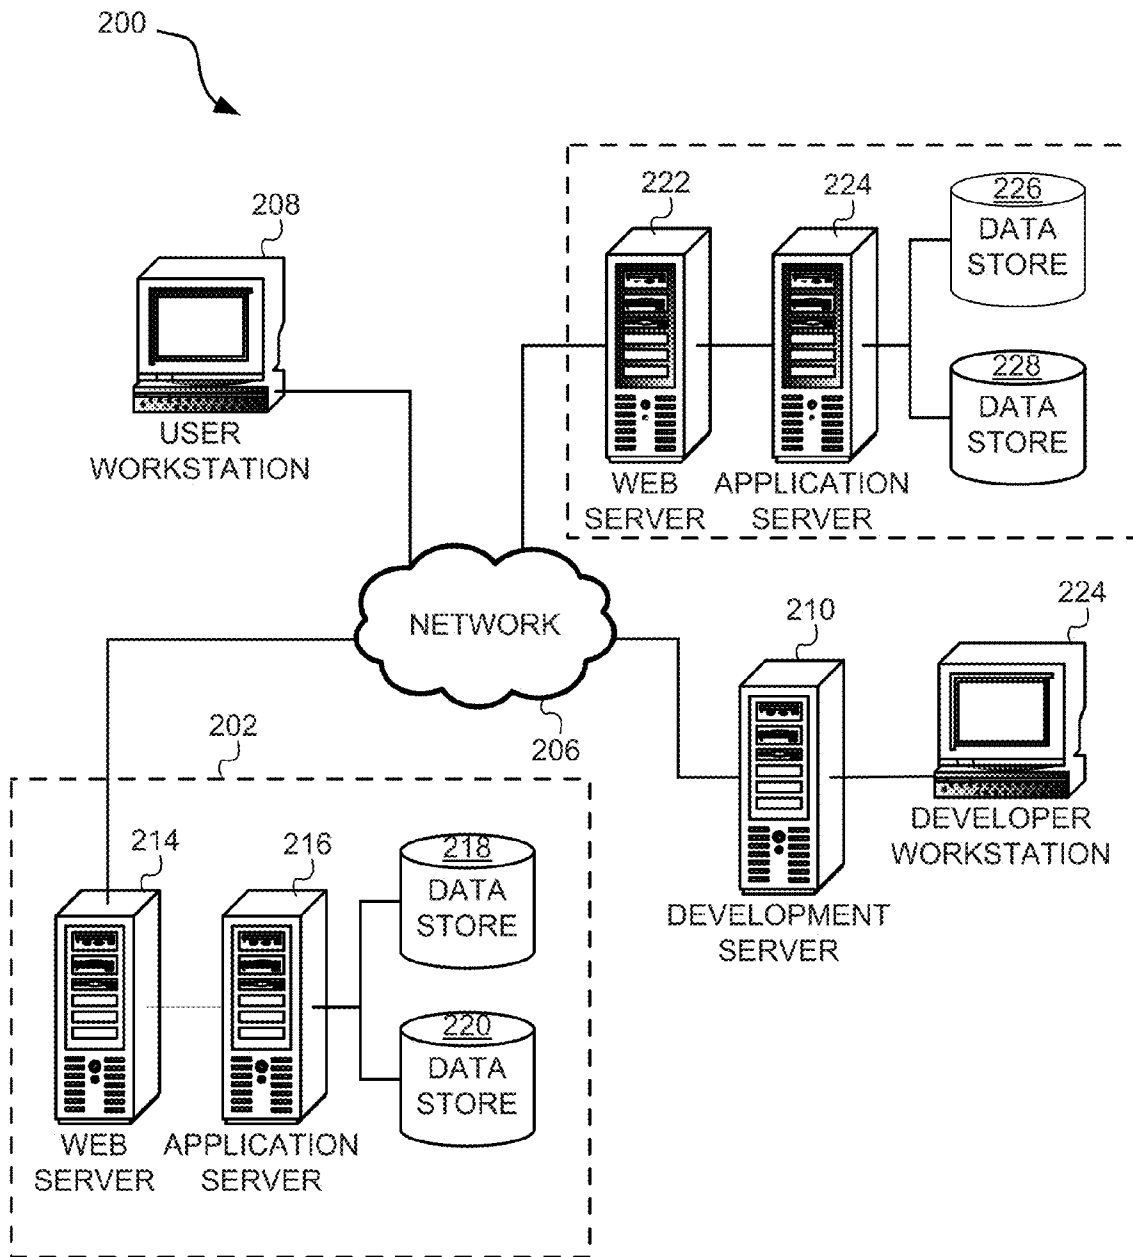 200
208
USER
WORKSTATION
222
224
226
DATA
STORE
228
DATA
STORE
WEB
SERVER
APPLICATION
SERVER
NETWORK
206
210
224
DEVELOPMENT
SERVER
DEVELOPER
WORKSTATION
202
214
216
218
DATA
STORE
220
DATA
STORE
WEB
SERVER
APPLICATION
SERVER